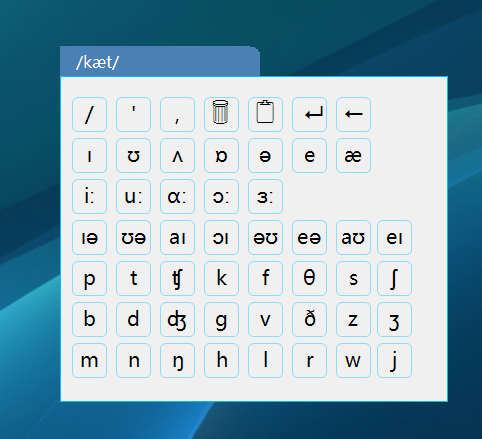 /kæt/
/ ' ,
ɪ ʊ ʌ ɒ ə e æ
iː uː ɑː ɔː ɜː
ɪə ʊə aɪ ɔɪ əʊ eə aʊ eɪ
p t ʧ k f θ s ʃ
b d ʤ g v ð z ʒ
m n ŋ h l r w j